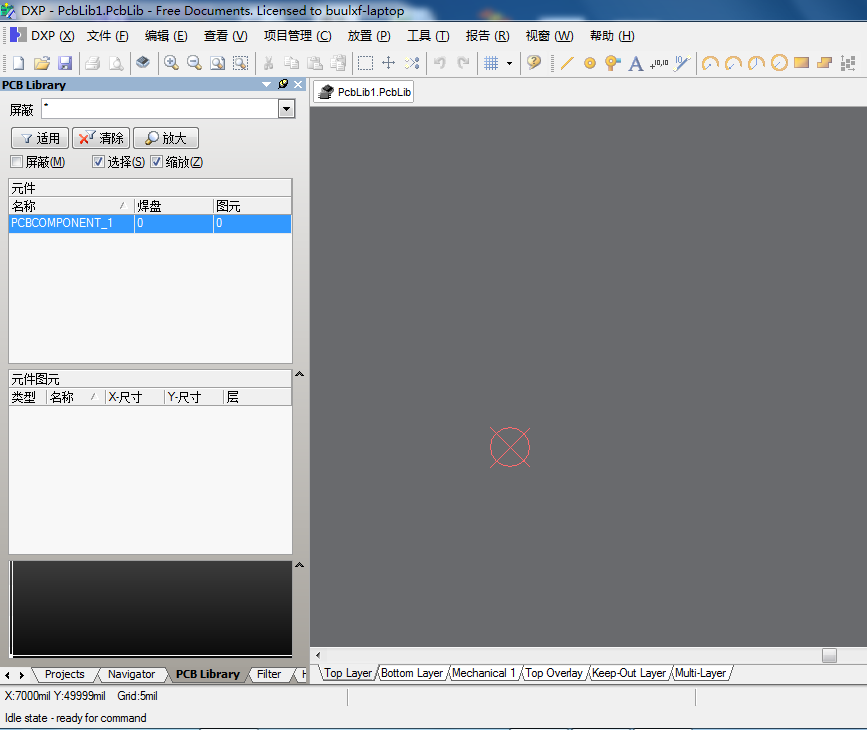 DXP - PcbLib1.PcbLib - Free Documents. Licensed to buulxf-laptop
DXP (X) 文件 (F) 编辑 (E) 查看 (V) 项目管理 (C) 放置 (P) 工具 (T) 报告 (R) 视窗 (W) 帮助 (H)
PCB Library
PcbLib1.PcbLib
屏蔽 *
适用 清除 放大
屏蔽(M) 选择(S) 缩放(Z)
元件
名称 焊盘 图元
PCBCOMPONENT_1 0 0
元件图元
类型 名称 X-尺寸 Y-尺寸 层
Projects Navigator PCB Library Filter
Top Layer Bottom Layer Mechanical 1 Top Overlay Keep-Out Layer Multi-Layer
X:7000mil Y:49999mil Grid:5mil
Idle state - ready for command